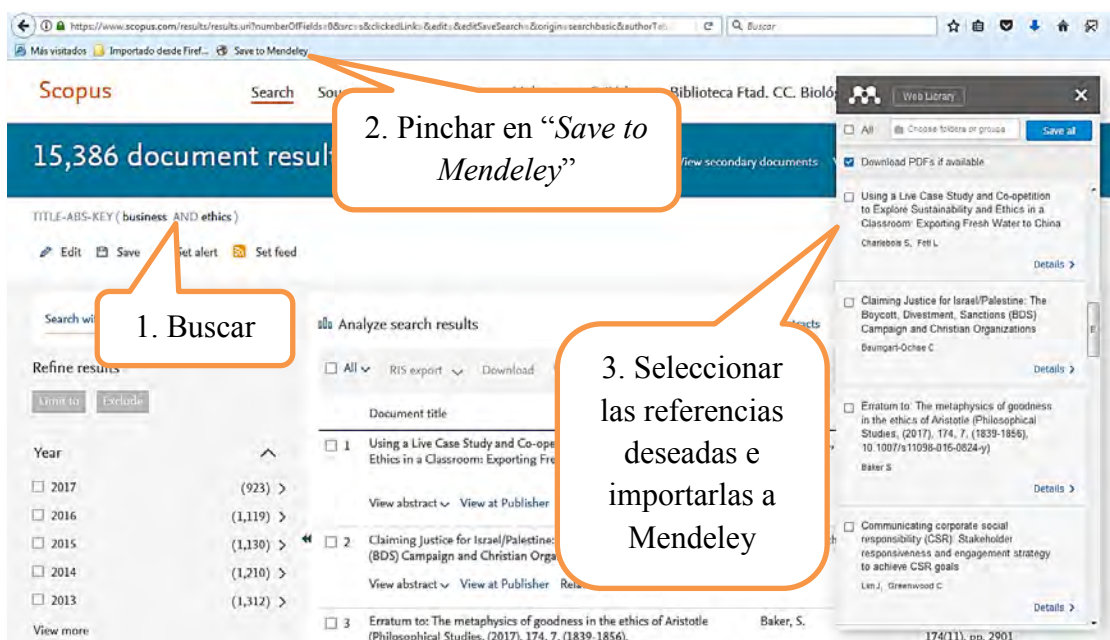 https://www.scopus.com/results/results.uri?numberOfFields=0&src=s&clickedLink=&edit=&editSaveSearch=&origin=searchbasic&authorTab
Buscar
Más visitados Importado desde Firef... Save to Mendeley
Scopus
Search Sou
Biblioteca Ftad. CC. Bioló
15,386 document resul
View secondary documents
TITLE-ABS-KEY ( business AND ethics )
Edit Save Set alert Set feed
1. Buscar
2. Pinchar en “Save to
Mendeley”
3. Seleccionar
las referencias
deseadas e
importarlas a
Mendeley
Search wi
Refine results
Limit to Exclude
Year
2017 (923)
2016 (1,119)
2015 (1,130)
2014 (1,210)
2013 (1,312)
View more
Analyze search results
All RIS export Download
Document title
1 Using a Live Case Study and Co-ope
Ethics in a Classroom: Exporting Fre
View abstract View at Publisher
2 Claiming Justice for Israel/Palestine:
(BDS) Campaign and Christian Orga
View abstract View at Publisher Rela
3 Erratum to: The metaphysics of goodness in the ethics of Aristotle Baker, S.
(Philosophical Studies, (2017), 174, 7, (1839-1856),
174(11), pp. 2901
Web Library
All Choose folders or groups Save all
Download PDFs if available
Using a Live Case Study and Co-opetition
to Explore Sustainability and Ethics in a
Classroom: Exporting Fresh Water to China
Charlebois S, Feti L
Details
Claiming Justice for Israel/Palestine: The
Boycott, Divestment, Sanctions (BDS)
Campaign and Christian Organizations
Baumgart-Ochse C
Details
Erratum to: The metaphysics of goodness
in the ethics of Aristotle (Philosophical
Studies, (2017), 174, 7, (1839-1856),
10.1007/s11098-016-0824-y)
Baker S
Details
Communicating corporate social
responsibility (CSR): Stakeholder
responsiveness and engagement strategy
to achieve CSR goals
Lim J, Greenwood C
Details